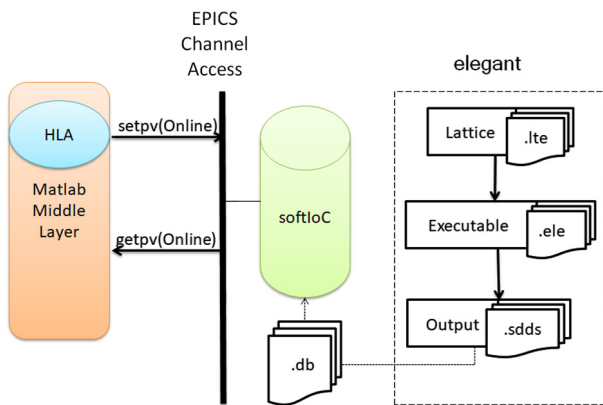 EPICS
Channel
Access
elegant
HLA
setpv(Online)
Matlab
Middle
Layer
getpv(Online)
softIoC
.db
Lattice
.lte
Executable
.ele
Output
.sdds